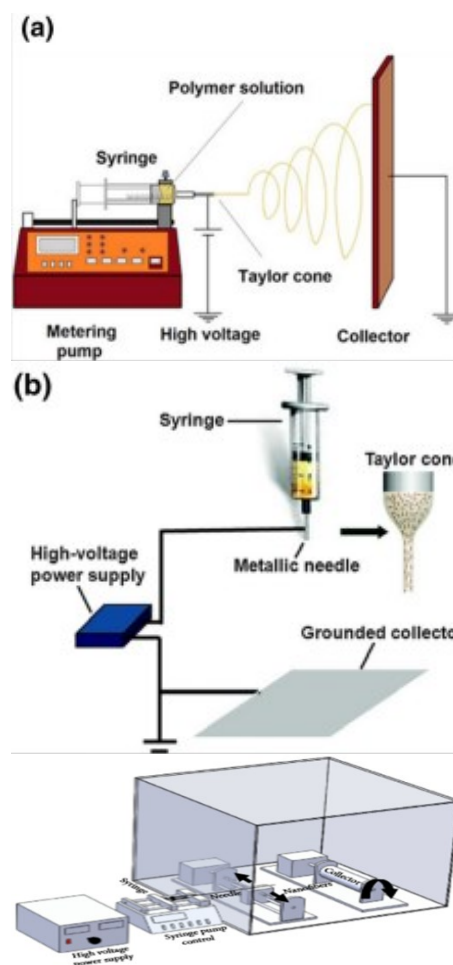 (a)
Polymer solution
Syringe
Taylor cone
Metering
pump
High voltage
Collector
(b)
Syringe
Taylor cone
High-voltage
power supply
Metallic needle
Grounded collector
Syringe
Needle
Nanofibers
Collector
Syringe pump
control
High voltage
power supply